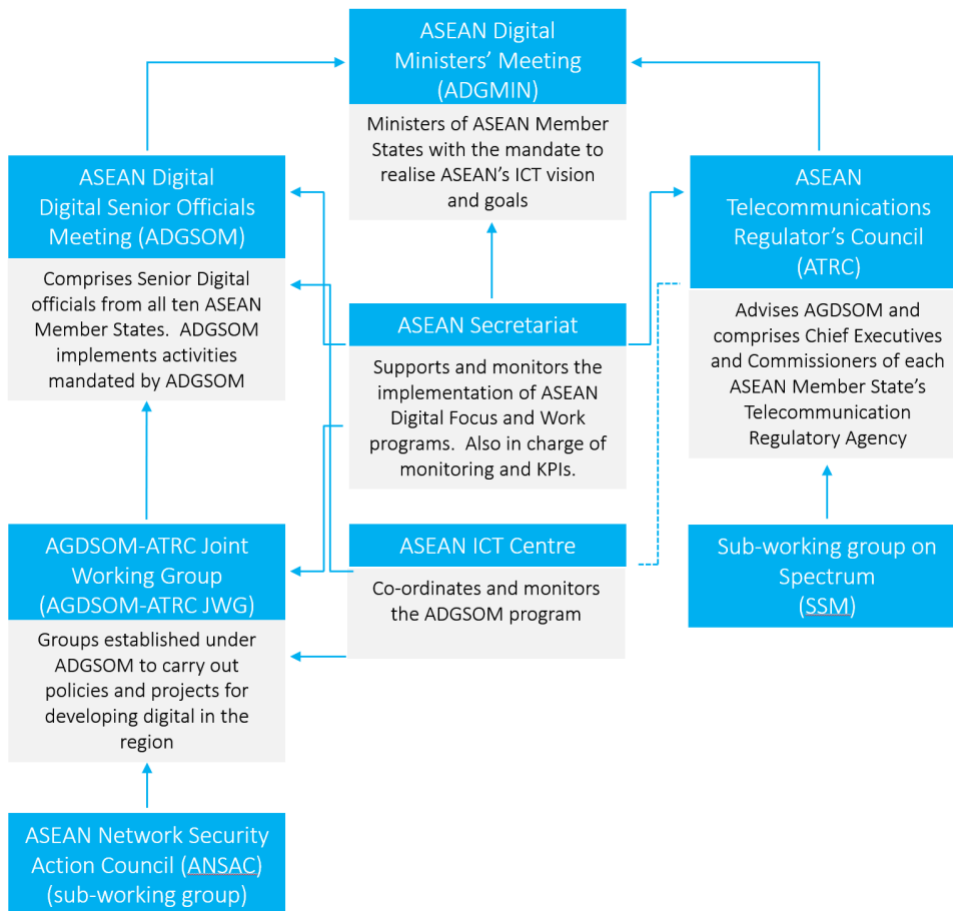 ASEAN Digital
Ministers’ Meeting
(ADGMIN)
Ministers of ASEAN Member
States with the mandate to
realise ASEAN’s ICT vision
and goals
ASEAN Digital
Digital Senior Officials
Meeting (ADGSOM)
Comprises Senior Digital
officials from all ten ASEAN
Member States.  ADGSOM
implements activities
mandated by ADGSOM
ASEAN
Telecommunications
Regulator’s Council
(ATRC)
Advises AGDSOM and
comprises Chief Executives
and Commissioners of each
ASEAN Member State’s
Telecommunication
Regulatory Agency
ASEAN Secretariat
Supports and monitors the
implementation of ASEAN
Digital Focus and Work
programs.  Also in charge of
monitoring and KPIs.
AGDSOM-ATRC Joint
Working Group
(AGDSOM-ATRC JWG)
Groups established under
ADGSOM to carry out
policies and projects for
developing digital in the
region
ASEAN ICT Centre
Co-ordinates and monitors
the ADGSOM program
Sub-working group on
Spectrum
(SSM)
ASEAN Network Security
Action Council (ANSAC)
(sub-working group)